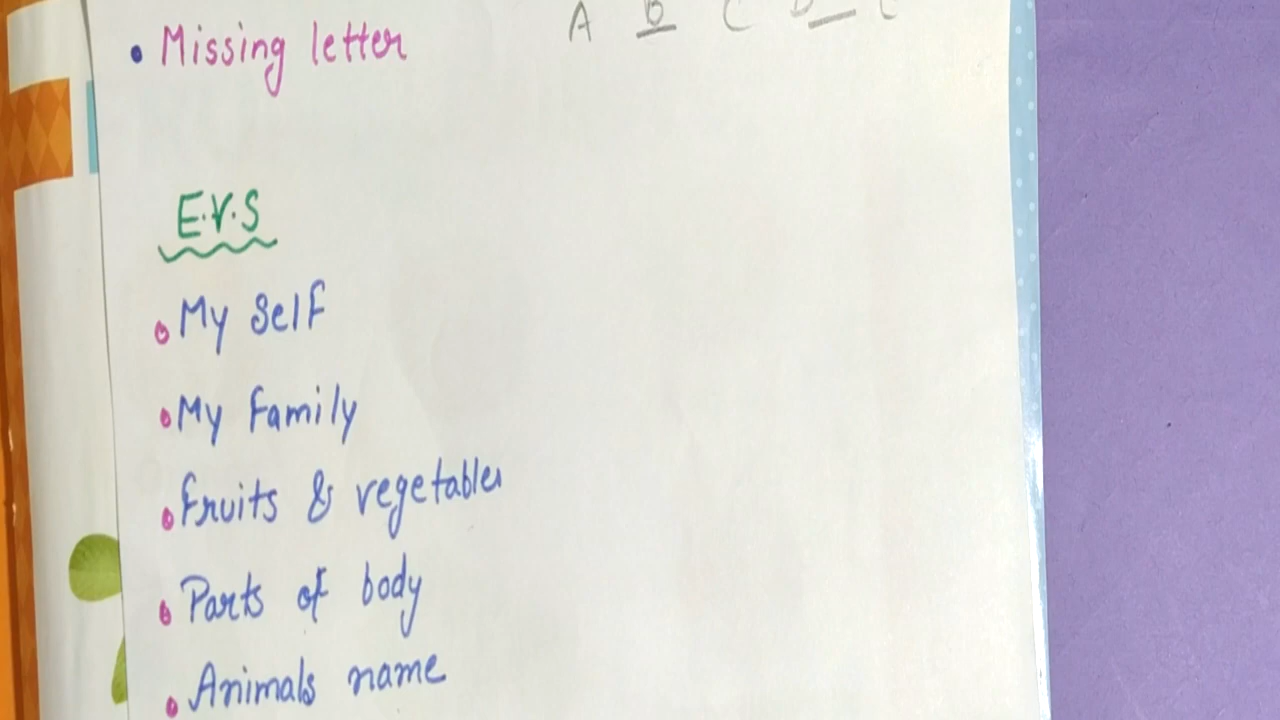 • Missing letter A B C D
E.V.S
• My Self
• My Family
• Fruits & vegetables
• Parts of body
• Animals name